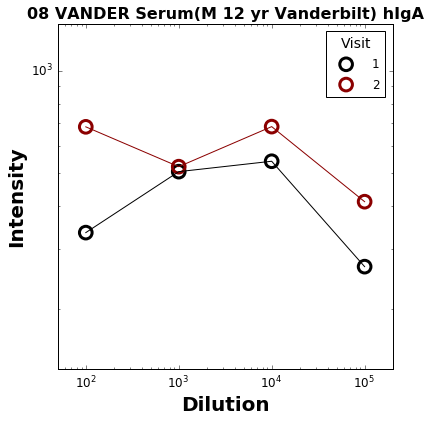 08 VANDER Serum(M 12 yr Vanderbilt) hIgA
Visit
1
2
10³
Intensity
10² 10³ 10⁴ 10⁵
Dilution